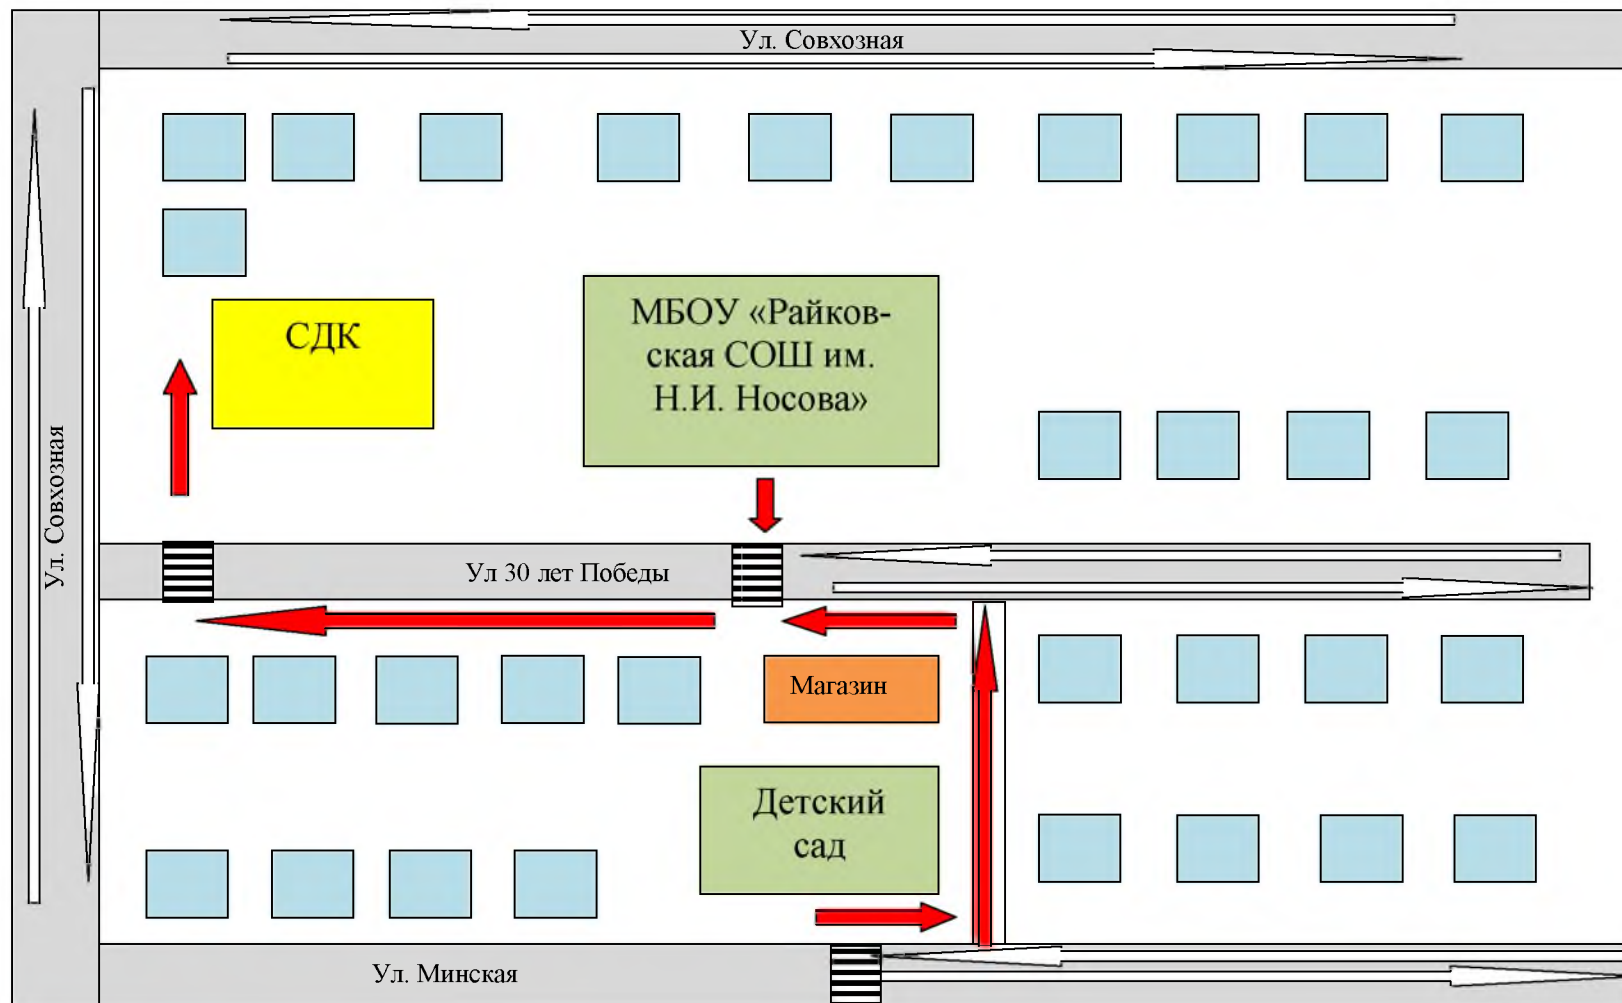 Ул. Совхозная
СДК
МБОУ «Райков-
ская СОШ им.
Н.И. Носова»
Ул. Совхозная
Ул 30 лет Победы
Магазин
Детский
сад
Ул. Минская